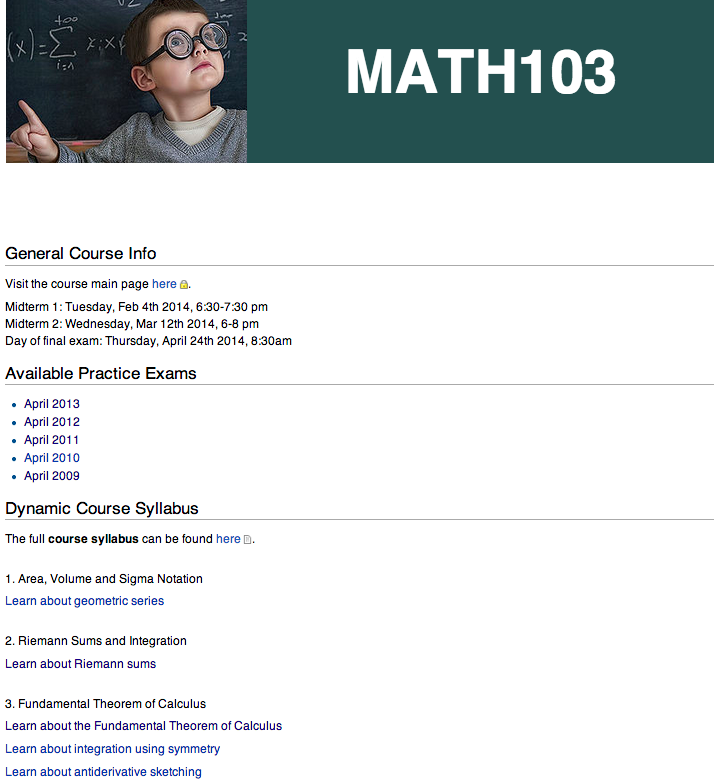 +∞
Σ
i=1
MATH103
General Course Info
Visit the course main page here.
Midterm 1: Tuesday, Feb 4th 2014, 6:30-7:30 pm
Midterm 2: Wednesday, Mar 12th 2014, 6-8 pm
Day of final exam: Thursday, April 24th 2014, 8:30am
Available Practice Exams
• April 2013
• April 2012
• April 2011
• April 2010
• April 2009
Dynamic Course Syllabus
The full course syllabus can be found here.
1. Area, Volume and Sigma Notation
Learn about geometric series
2. Riemann Sums and Integration
Learn about Riemann sums
3. Fundamental Theorem of Calculus
Learn about the Fundamental Theorem of Calculus
Learn about integration using symmetry
Learn about antiderivative sketching